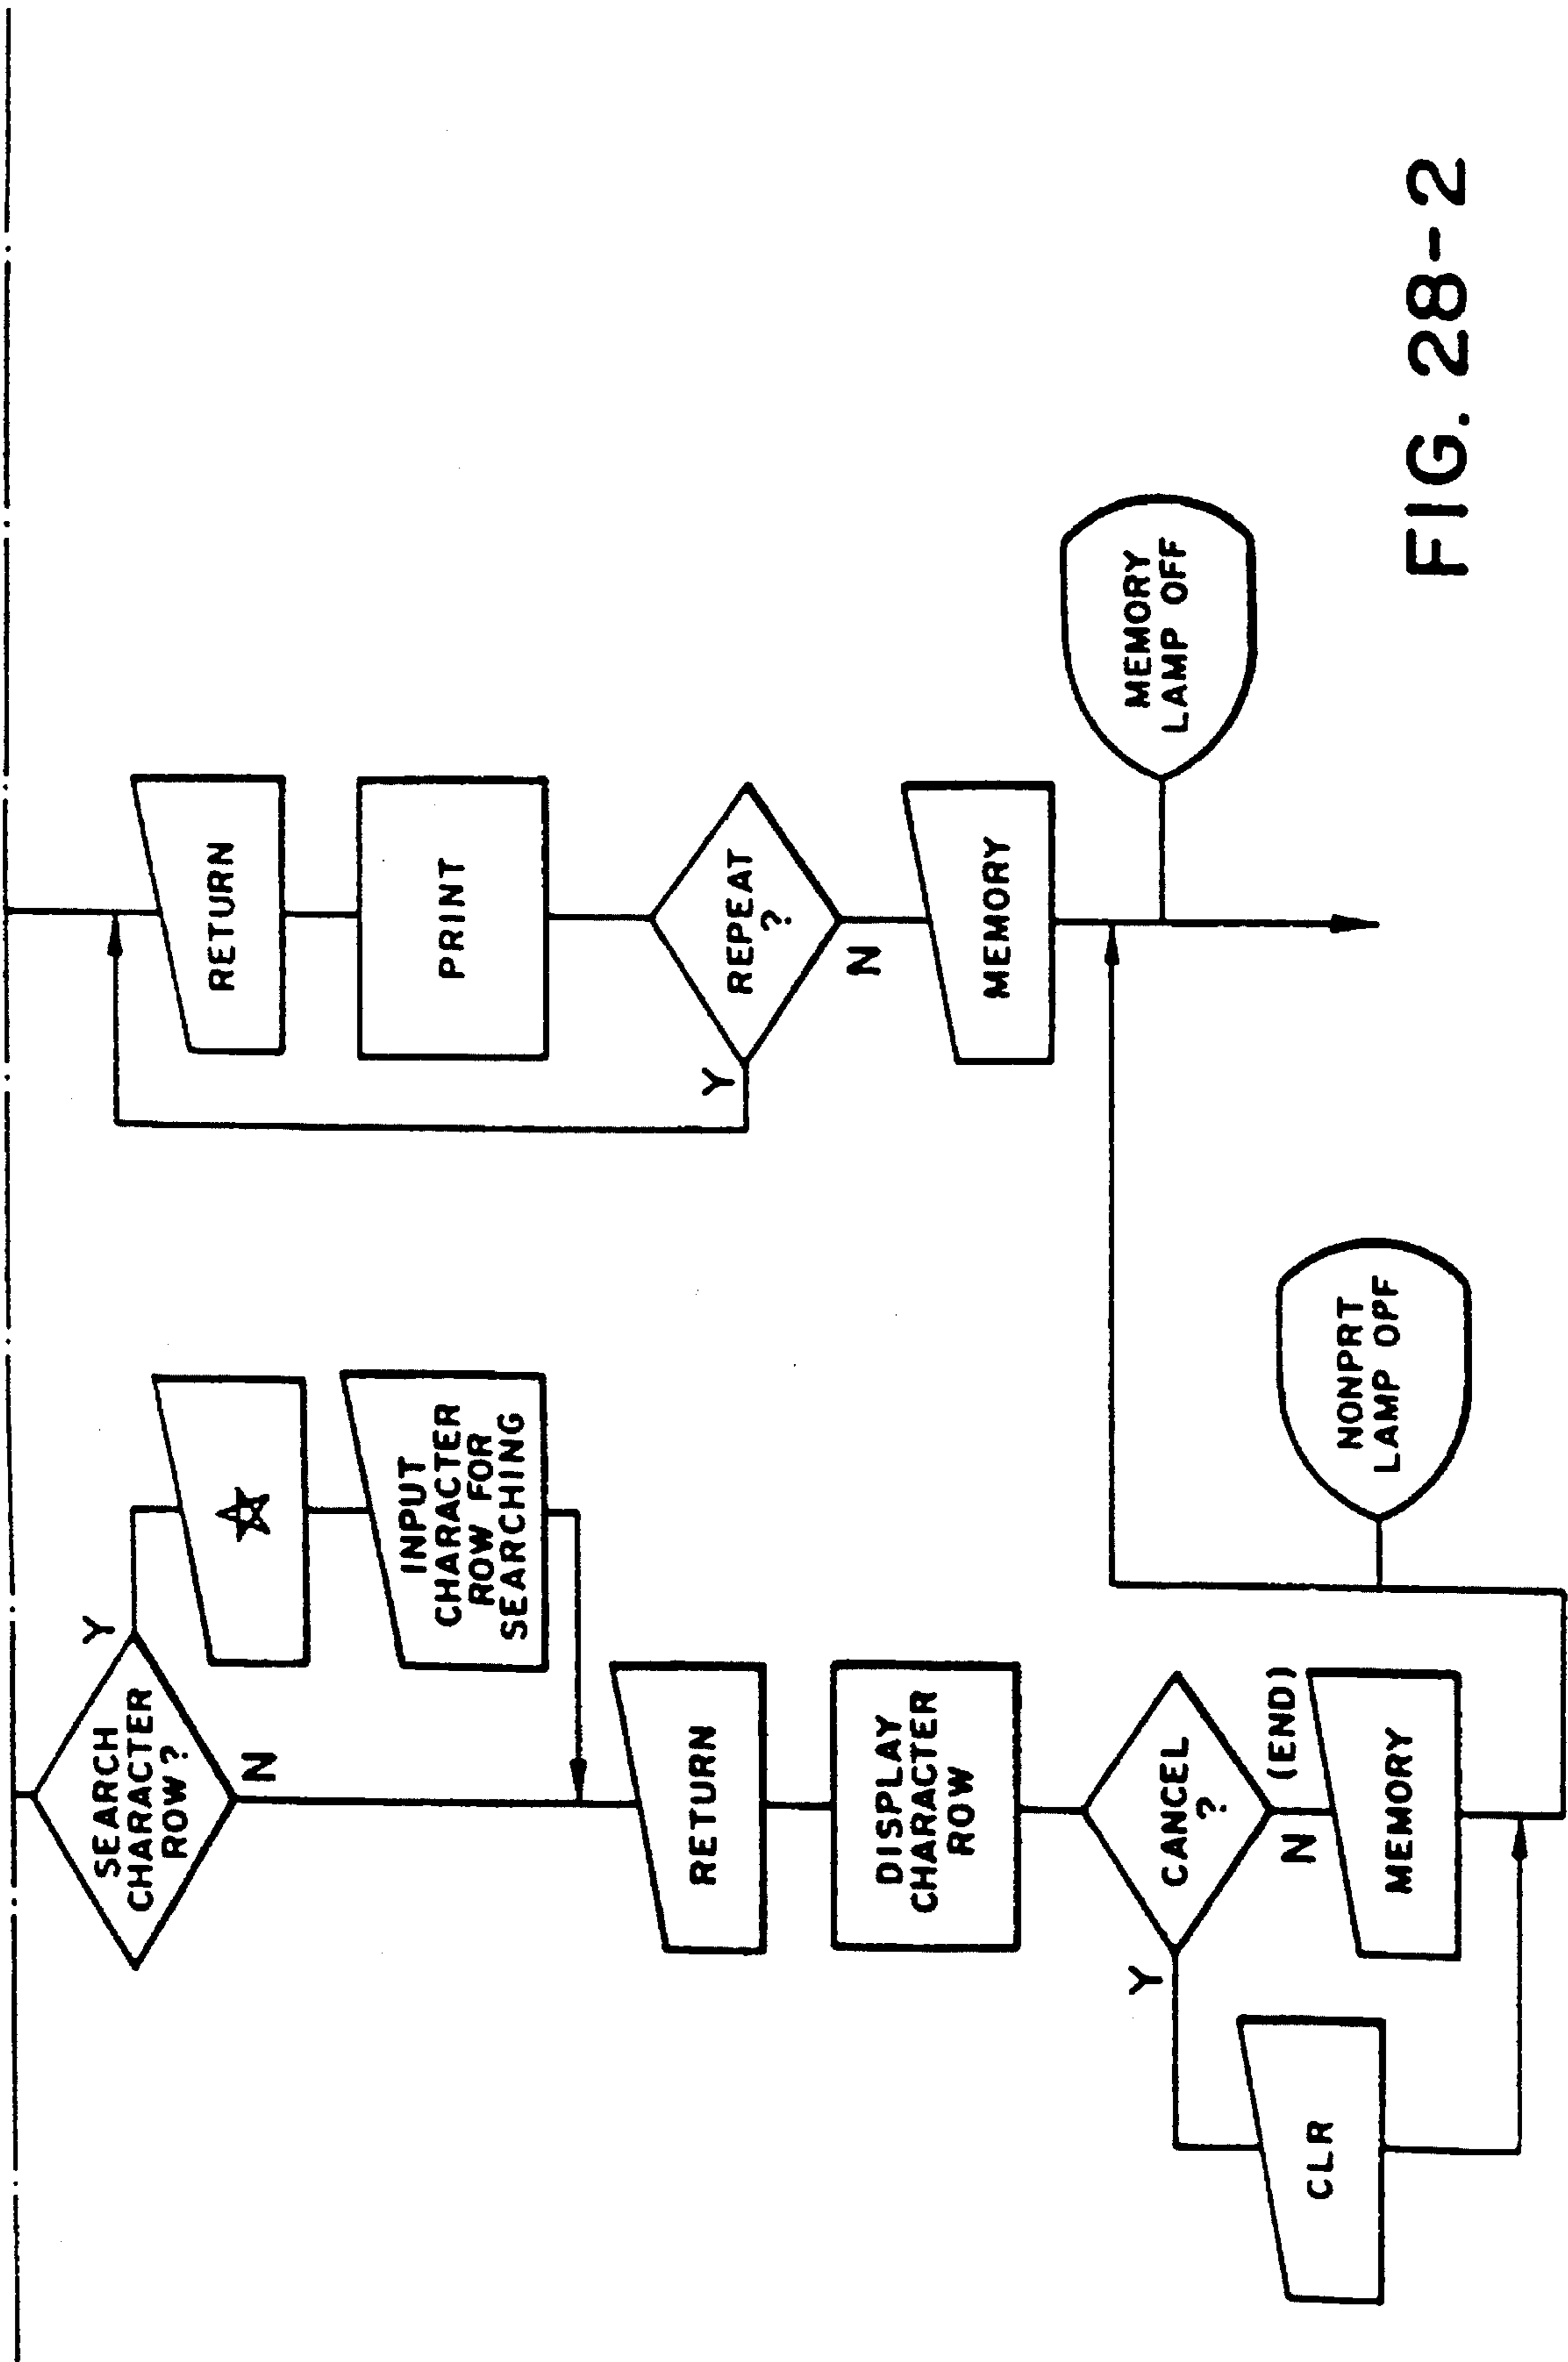 SEARCH
CHARACTER
ROW?
Y
N
☆
INPUT
CHARACTER
ROW FOR
SEARCHING
RETURN
DISPLAY
CHARACTER
ROW
CANCEL
?
Y
N
(END)
CLR
MEMORY
NONPRT
LAMP OFF
RETURN
PRINT
REPEAT
?
Y
N
MEMORY
MEMORY
LAMP OFF
FIG. 28-2